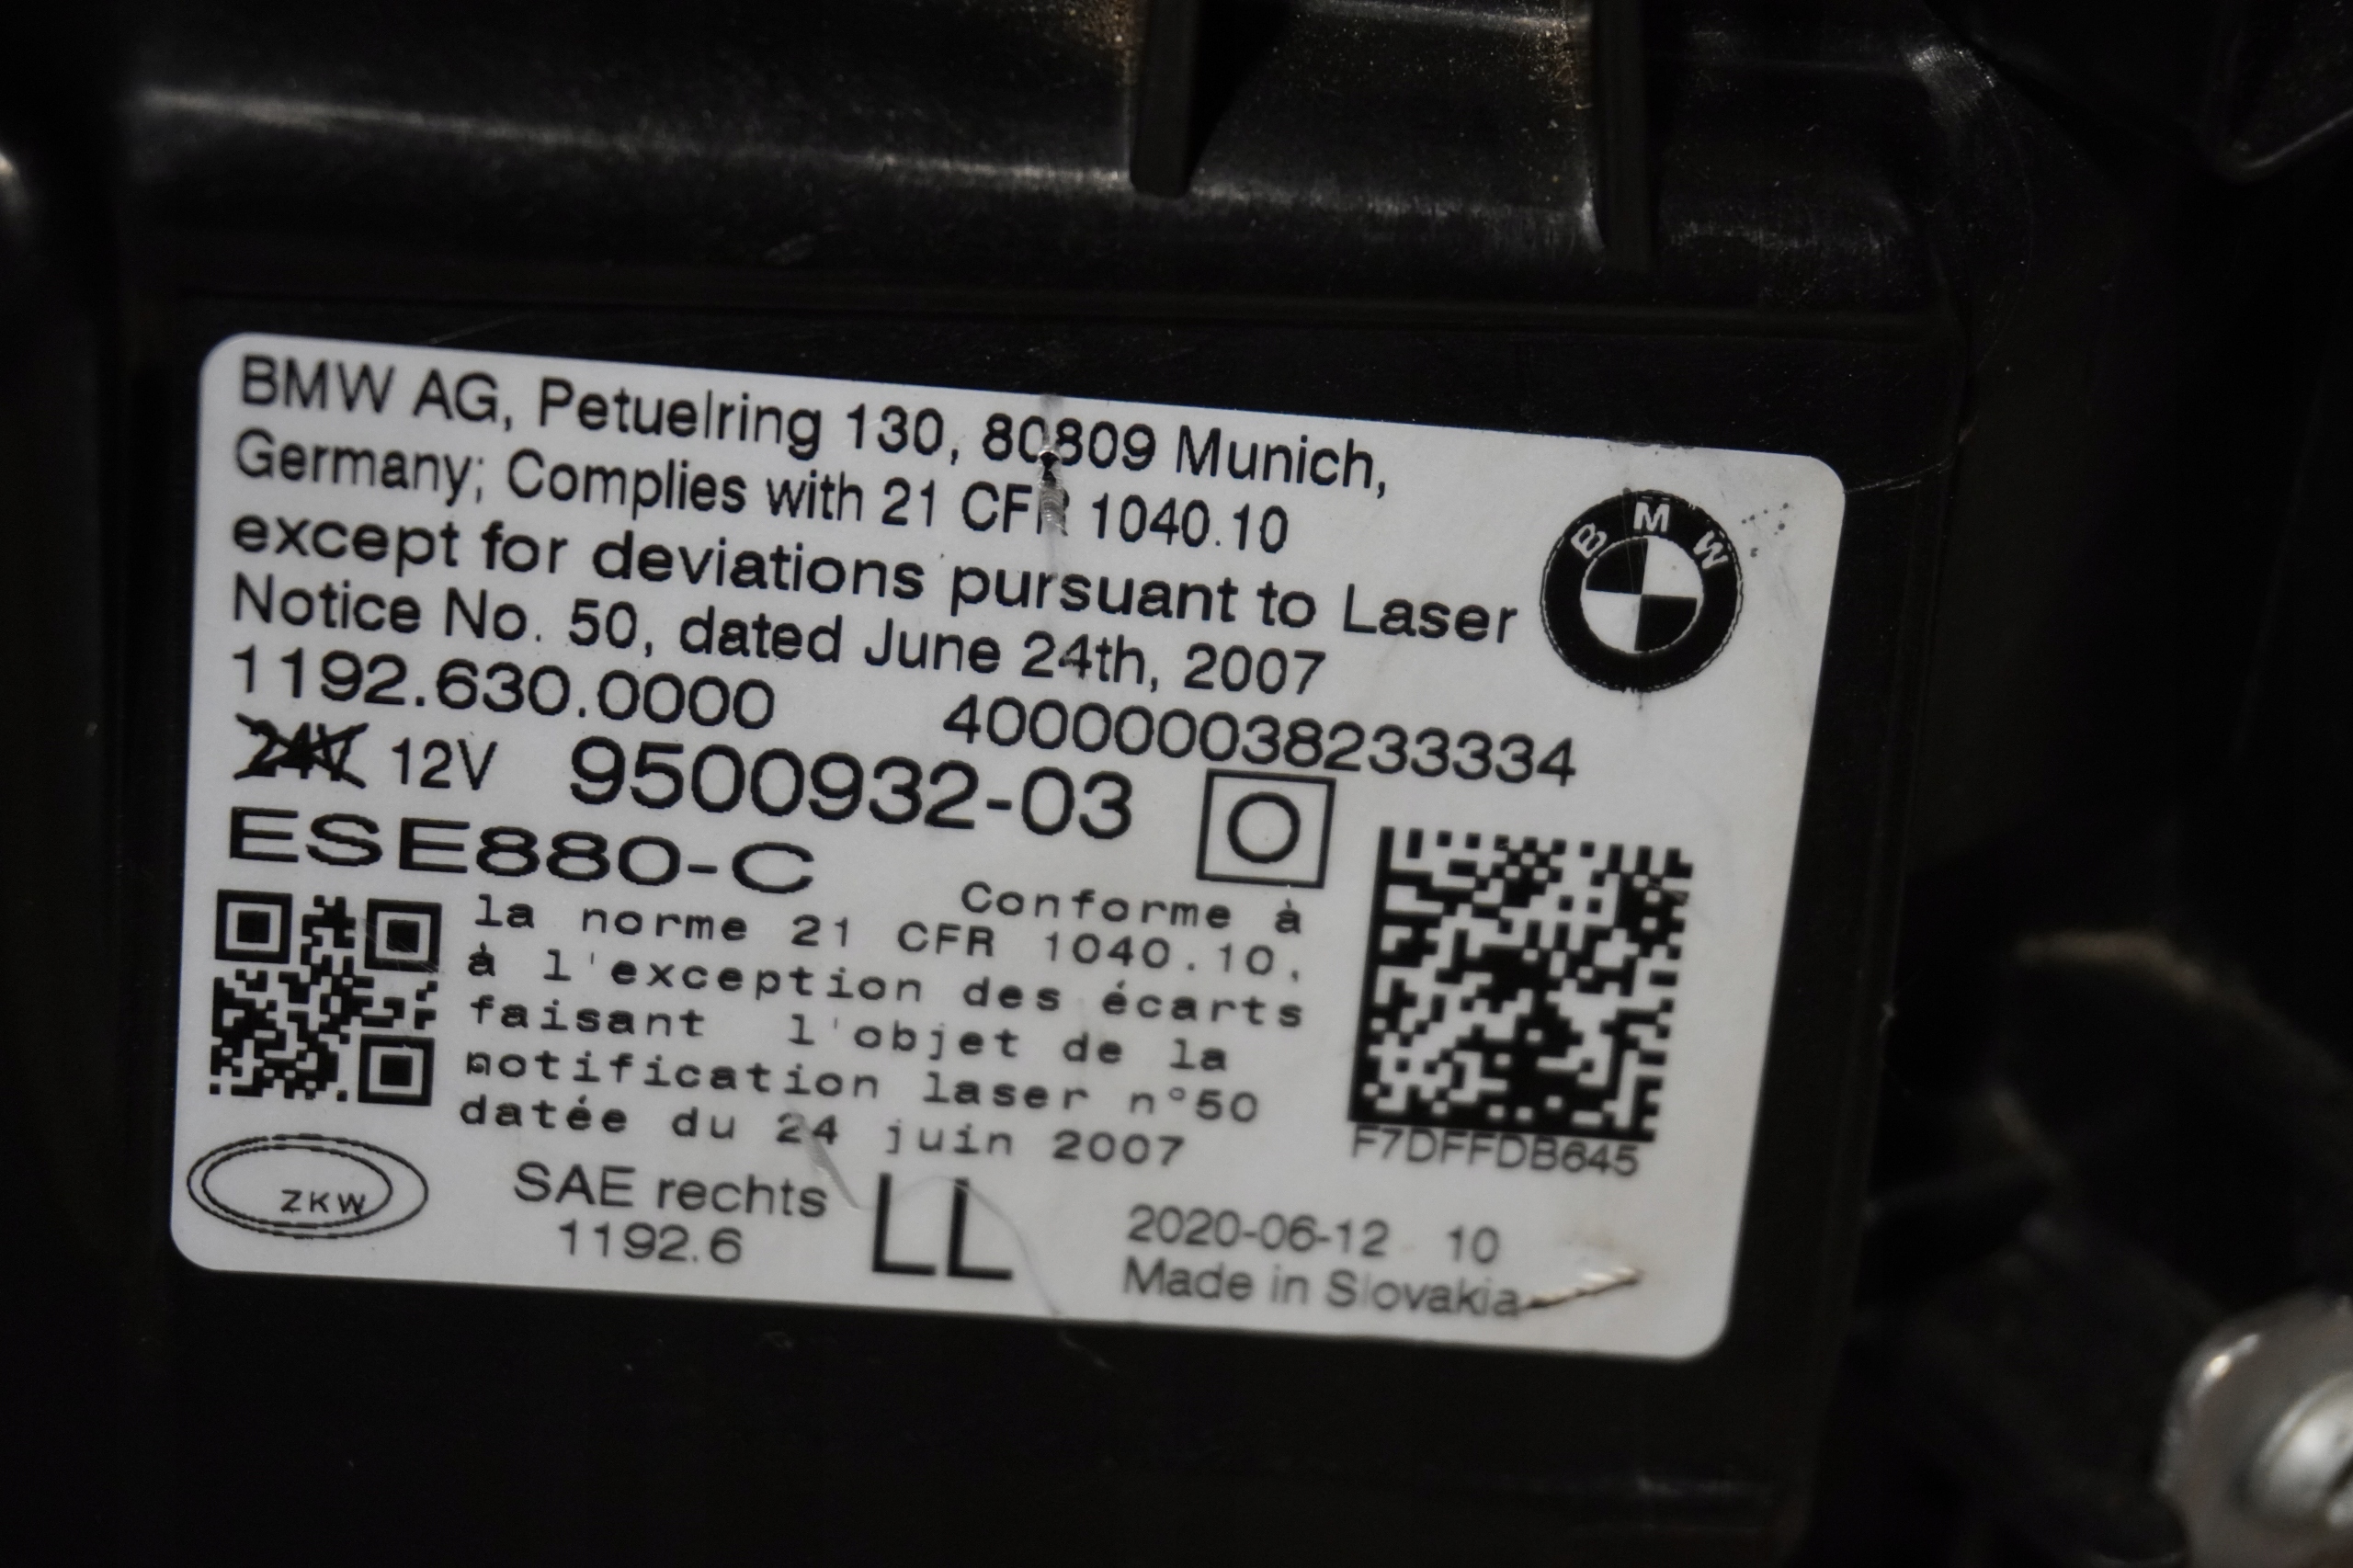 BMW AG, Petuelring 130, 80809 Munich,
Germany; Complies with 21 CFR 1040.10
except for deviations pursuant to Laser
Notice No. 50, dated June 24th, 2007
BMW
1192.630.0000 400000038233334
24V 12V 9500932-03 O
ESE880-C
Conforme à
la norme 21 CFR 1040.10,
à l'exception des écarts
faisant l'objet de la
notification laser n°50
datée du 24 juin 2007
F7DFFDB645
ZKW
SAE rechts
1192.6
LL
2020-06-12 10
Made in Slovakia